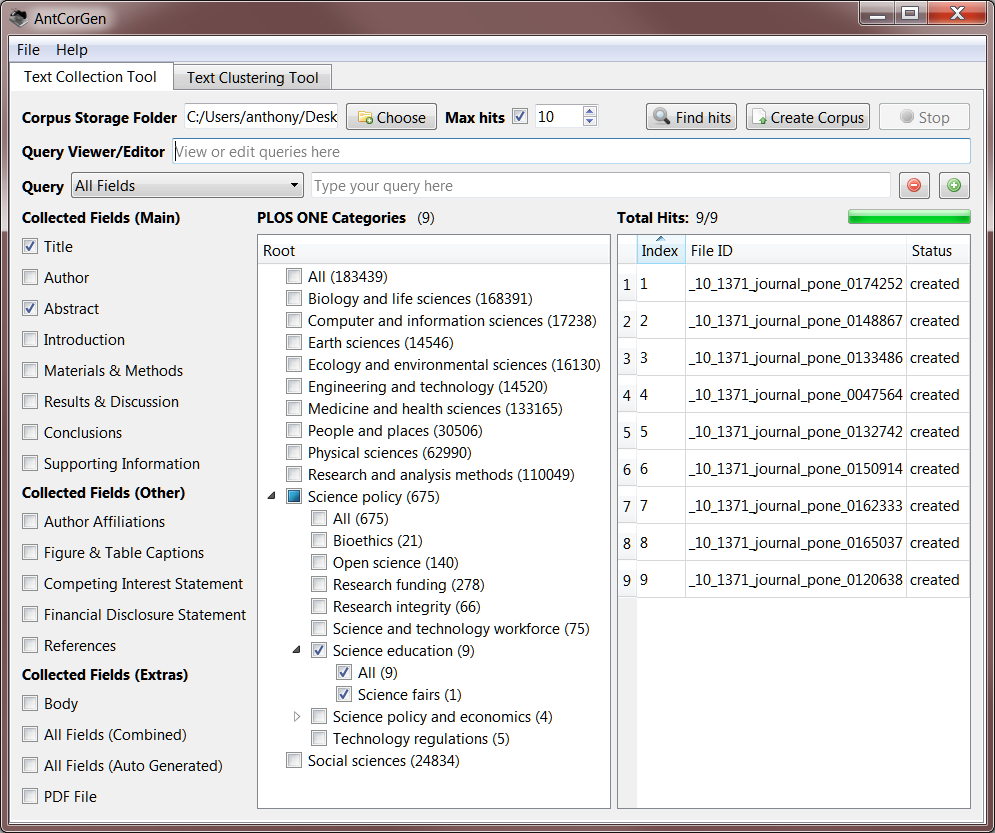 AntCorGen
File Help
Text Collection Tool Text Clustering Tool
Corpus Storage Folder C:/Users/anthony/Desk Choose Max hits 10 Find hits Create Corpus Stop
Query Viewer/Editor View or edit queries here
Query All Fields Type your query here
Collected Fields (Main)
Title
Author
Abstract
Introduction
Materials & Methods
Results & Discussion
Conclusions
Supporting Information
Collected Fields (Other)
Author Affiliations
Figure & Table Captions
Competing Interest Statement
Financial Disclosure Statement
References
Collected Fields (Extras)
Body
All Fields (Combined)
All Fields (Auto Generated)
PDF File
PLOS ONE Categories (9)
Root
All (183439)
Biology and life sciences (168391)
Computer and information sciences (17238)
Earth sciences (14546)
Ecology and environmental sciences (16130)
Engineering and technology (14520)
Medicine and health sciences (133165)
People and places (30506)
Physical sciences (62990)
Research and analysis methods (110049)
Science policy (675)
All (675)
Bioethics (21)
Open science (140)
Research funding (278)
Research integrity (66)
Science and technology workforce (75)
Science education (9)
All (9)
Science fairs (1)
Science policy and economics (4)
Technology regulations (5)
Social sciences (24834)
Total Hits: 9/9
Index File ID Status
1 1 _10_1371_journal_pone_0174252 created
2 2 _10_1371_journal_pone_0148867 created
3 3 _10_1371_journal_pone_0133486 created
4 4 _10_1371_journal_pone_0047564 created
5 5 _10_1371_journal_pone_0132742 created
6 6 _10_1371_journal_pone_0150914 created
7 7 _10_1371_journal_pone_0162333 created
8 8 _10_1371_journal_pone_0165037 created
9 9 _10_1371_journal_pone_0120638 created